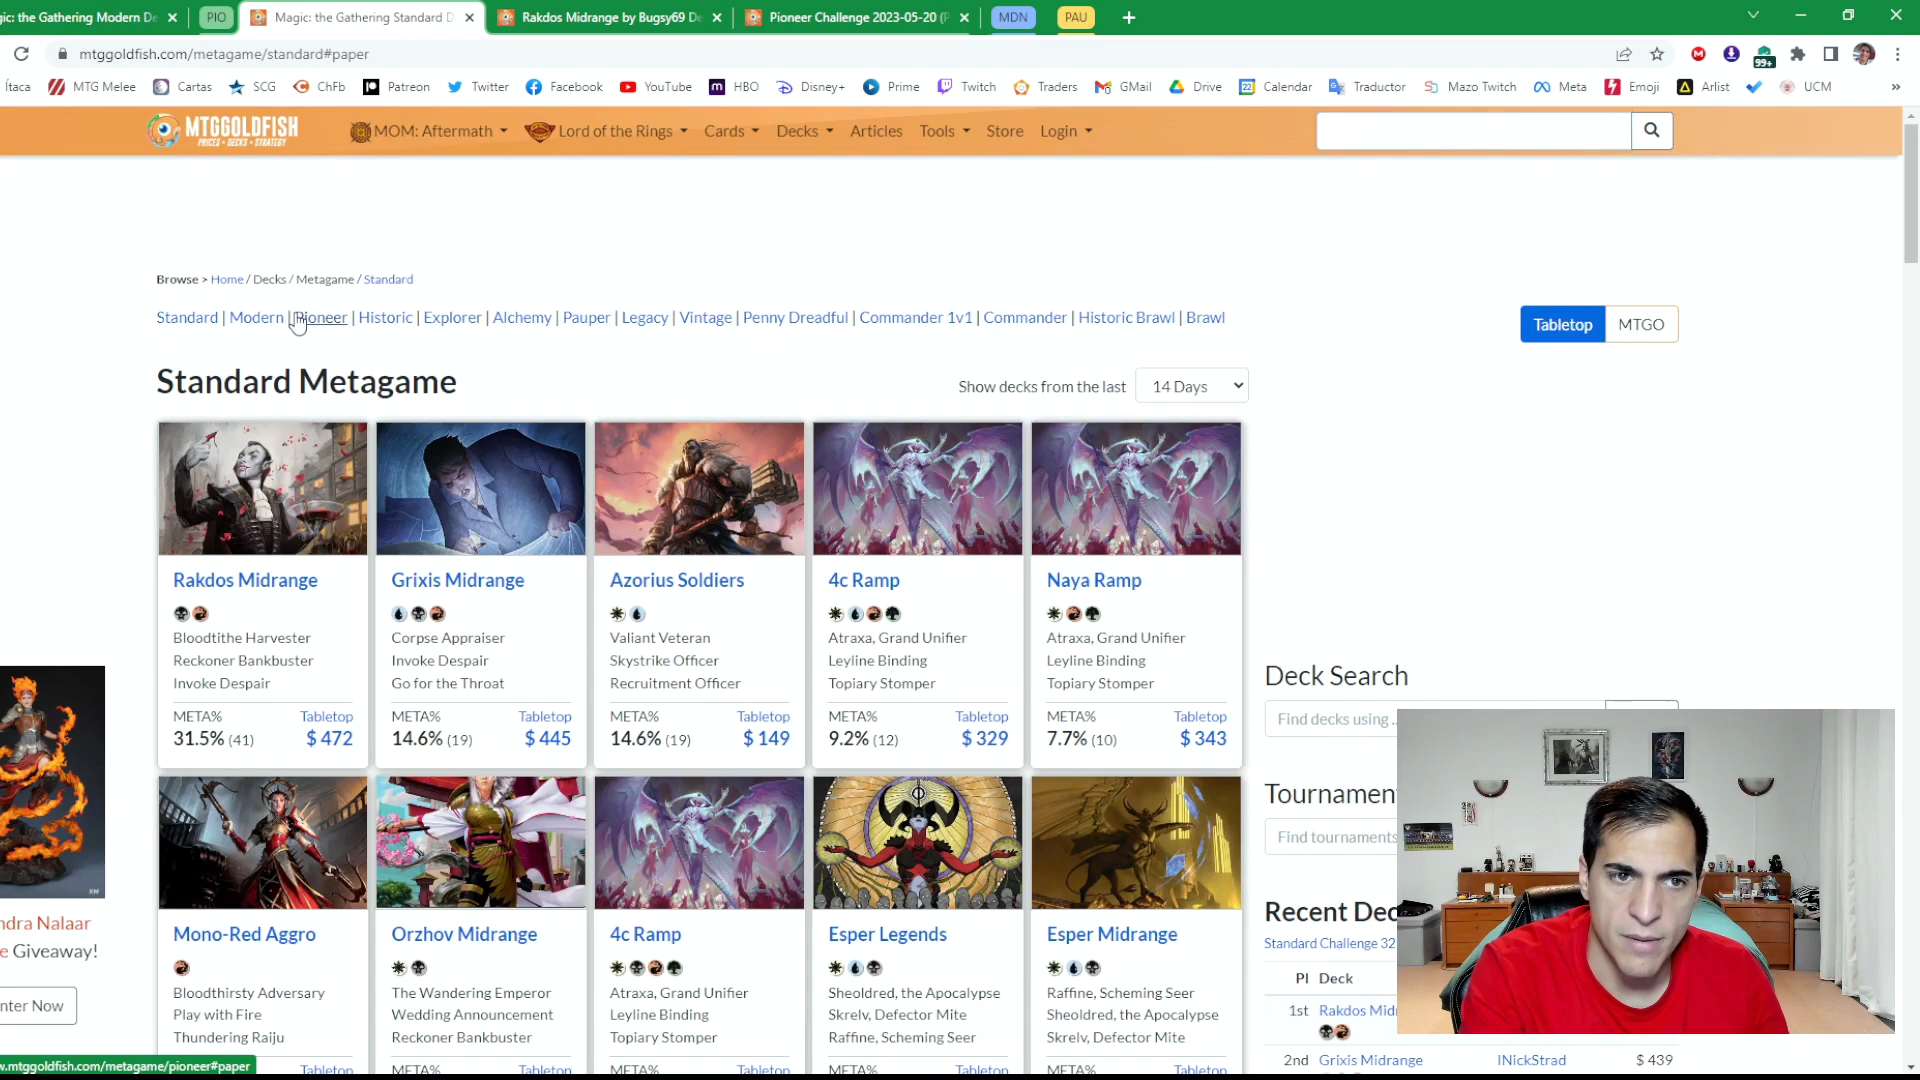 ic: the Gathering Modern De
PIO
Magic: the Gathering Standard D
Rakdos Midrange by Bugsy69 De
Pioneer Challenge 2023-05-20 (P
MDN
PAU
mtggoldfish.com/metagame/standard#paper
99+
Ítaca
MTG Melee
Cartas
SCG
ChFb
Patreon
Twitter
Facebook
YouTube
HBO
Disney+
Prime
Twitch
Traders
GMail
Drive
Calendar
Traductor
Mazo Twitch
Meta
Emoji
Arlist
UCM
MTGGOLDFISH
PRICES • DECKS • STRATEGY
MOM: Aftermath
Lord of the Rings
Cards
Decks
Articles
Tools
Store
Login
Browse > Home / Decks / Metagame / Standard
Standard | Modern | Pioneer | Historic | Explorer | Alchemy | Pauper | Legacy | Vintage | Penny Dreadful | Commander 1v1 | Commander | Historic Brawl | Brawl
Tabletop
MTGO
Standard Metagame
Show decks from the last
14 Days
Rakdos Midrange
Bloodtithe Harvester
Reckoner Bankbuster
Invoke Despair
META%
Tabletop
31.5% (41)
$ 472
Grixis Midrange
Corpse Appraiser
Invoke Despair
Go for the Throat
META%
Tabletop
14.6% (19)
$ 445
Azorius Soldiers
Valiant Veteran
Skystrike Officer
Recruitment Officer
META%
Tabletop
14.6% (19)
$ 149
4c Ramp
Atraxa, Grand Unifier
Leyline Binding
Topiary Stomper
META%
Tabletop
9.2% (12)
$ 329
Naya Ramp
Atraxa, Grand Unifier
Leyline Binding
Topiary Stomper
META%
Tabletop
7.7% (10)
$ 343
Mono-Red Aggro
Bloodthirsty Adversary
Play with Fire
Thundering Raiju
Tabletop
Orzhov Midrange
The Wandering Emperor
Wedding Announcement
Reckoner Bankbuster
META%
Tabletop
4c Ramp
Atraxa, Grand Unifier
Leyline Binding
Topiary Stomper
META%
Tabletop
Esper Legends
Sheoldred, the Apocalypse
Skrelv, Defector Mite
Raffine, Scheming Seer
META%
Tabletop
Esper Midrange
Raffine, Scheming Seer
Sheoldred, the Apocalypse
Skrelv, Defector Mite
META%
Tabletop
Deck Search
Find decks using ..
Tournamen
Find tournaments
Recent Dec
Standard Challenge 32
Pl Deck
1st Rakdos Mid
2nd Grixis Midrange INickStrad $ 439
ndra Nalaar
e Giveaway!
nter Now
w.mtggoldfish.com/metagame/pioneer#paper